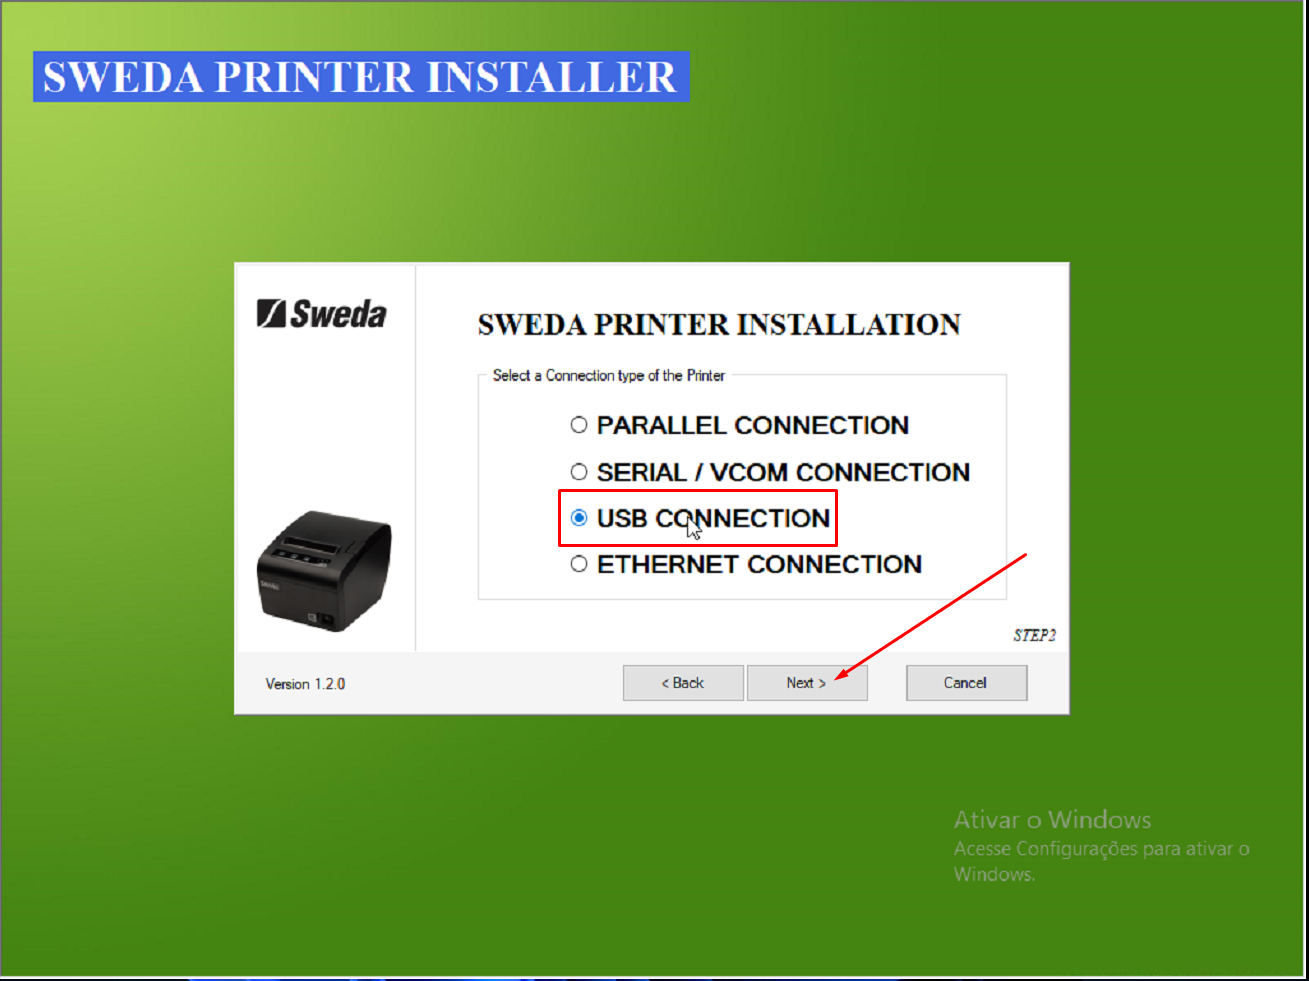 SWEDA PRINTER INSTALLER
Sweda
SWEDA PRINTER INSTALLATION
Select a Connection type of the Printer
PARALLEL CONNECTION
SERIAL / VCOM CONNECTION
USB CONNECTION
ETHERNET CONNECTION
STEP2
Version 1.2.0
< Back
Next >
Cancel
Ativar o Windows
Acesse Configurações para ativar o
Windows.